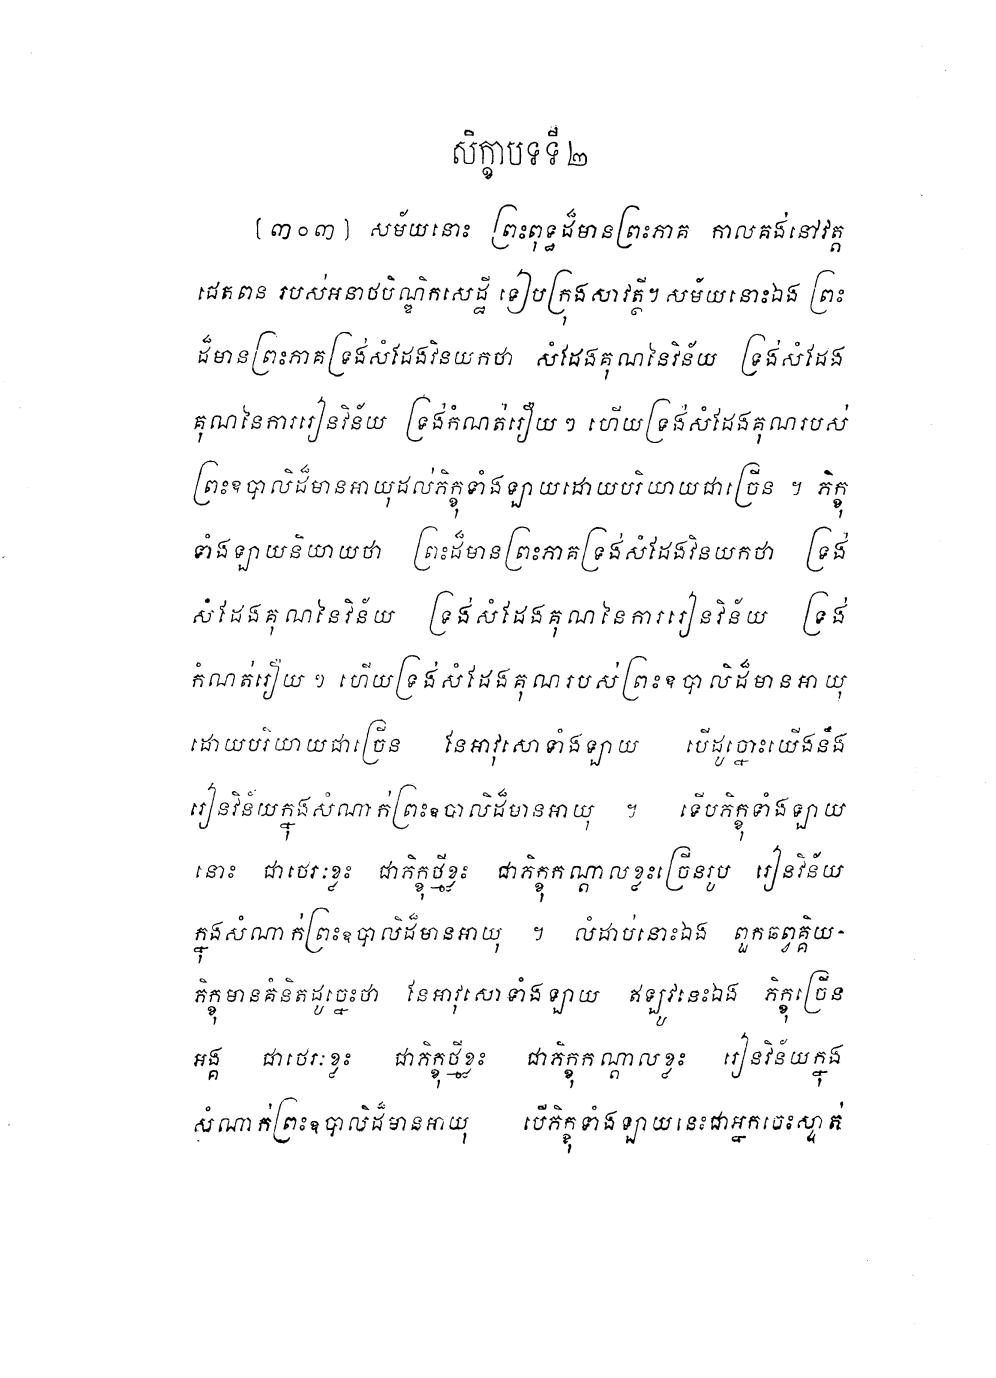 សិក្ខាបទទី២
(៣០៣) សម័យនោះ ព្រះពុទ្ធដ៏មានព្រះភាគ កាលគង់នៅវត្ត
ជេតពន របស់អនាថបិណ្ឌិកសេដ្ឋី ទៀបក្រុងសាវត្ថី។ សម័យនោះឯង ព្រះ
ដ៏មានព្រះភាគទ្រង់សំដែងវិនយកថា សំដែងគុណនៃវិន័យ ទ្រង់សំដែង
គុណនៃការរៀនវិន័យ ទ្រង់កំណត់រឿយៗ ហើយទ្រង់សំដែងគុណរបស់
ព្រះឧបាលិដ៏មានអាយុដល់ភិក្ខុទាំងឡាយដោយបរិយាយជាច្រើន ។ ភិក្ខុ
ទាំងឡាយនិយាយថា ព្រះដ៏មានព្រះភាគទ្រង់សំដែងវិនយកថា ទ្រង់
សំដែងគុណនៃវិន័យ ទ្រង់សំដែងគុណនៃការរៀនវិន័យ ទ្រង់
កំណត់រឿយៗ ហើយទ្រង់សំដែងគុណរបស់ព្រះឧបាលិដ៏មានអាយុ
ដោយបរិយាយជាច្រើន នែអាវុសោទាំងឡាយ បើដូច្នោះយើងនឹង
រៀនវិន័យក្នុងសំណាក់ព្រះឧបាលិដ៏មានអាយុ ។ ទើបភិក្ខុទាំងឡាយ
នោះ ជាថេរៈខ្លះ ជាភិក្ខុថ្មីខ្លះ ជាភិក្ខុកណ្តាលខ្លះច្រើនរូប រៀនវិន័យ
ក្នុងសំណាក់ព្រះឧបាលិដ៏មានអាយុ ។ លំដាប់នោះឯង ពួកឆព្វគ្គិយ-
ភិក្ខុមានគំនិតដូច្នេះថា នែអាវុសោទាំងឡាយ ឥឡូវនេះឯង ភិក្ខុច្រើន
អង្គ ជាថេរៈខ្លះ ជាភិក្ខុថ្មីខ្លះ ជាភិក្ខុកណ្តាលខ្លះ រៀនវិន័យក្នុង
សំណាក់ព្រះឧបាលិដ៏មានអាយុ បើភិក្ខុទាំងឡាយនេះជាអ្នកចេះស្ទាត់